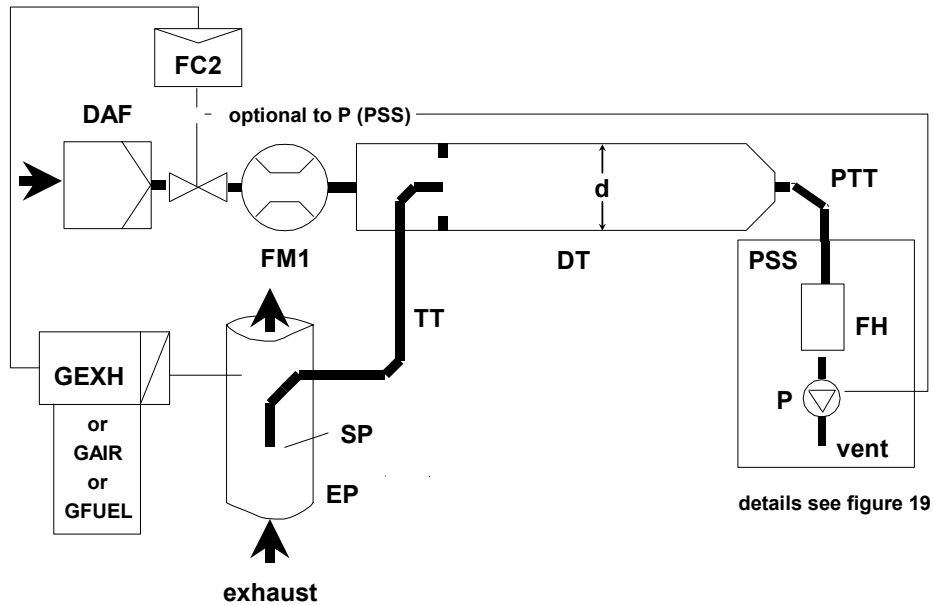 FC2
DAF
optional to P (PSS)
d
PTT
FM1
DT
PSS
TT
FH
GEXH
P
or
GAIR
or
GFUEL
SP
vent
EP
details see figure 19
exhaust